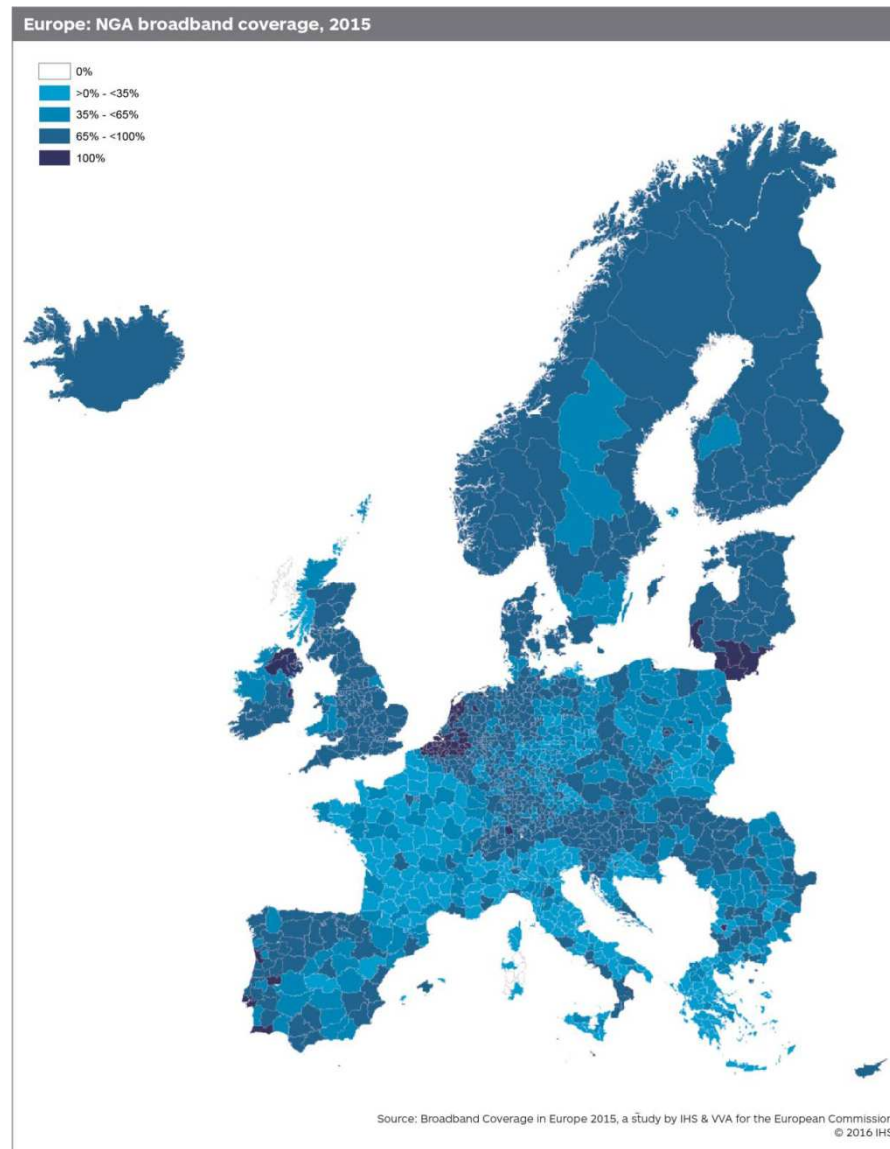 Europe: NGA broadband coverage, 2015
0%
>0% - <35%
35% - <65%
65% - <100%
100%
Source: Broadband Coverage in Europe 2015, a study by IHS & VVA for the European Commission
© 2016 IHS